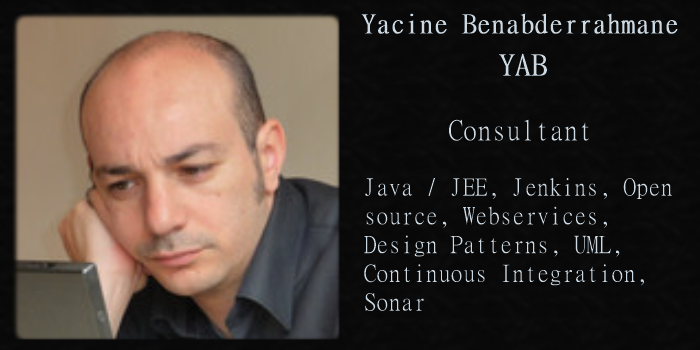 Yacine Benabderrahmane
YAB
Consultant
Java / JEE, Jenkins, Open
source, Webservices,
Design Patterns, UML,
Continuous Integration,
Sonar